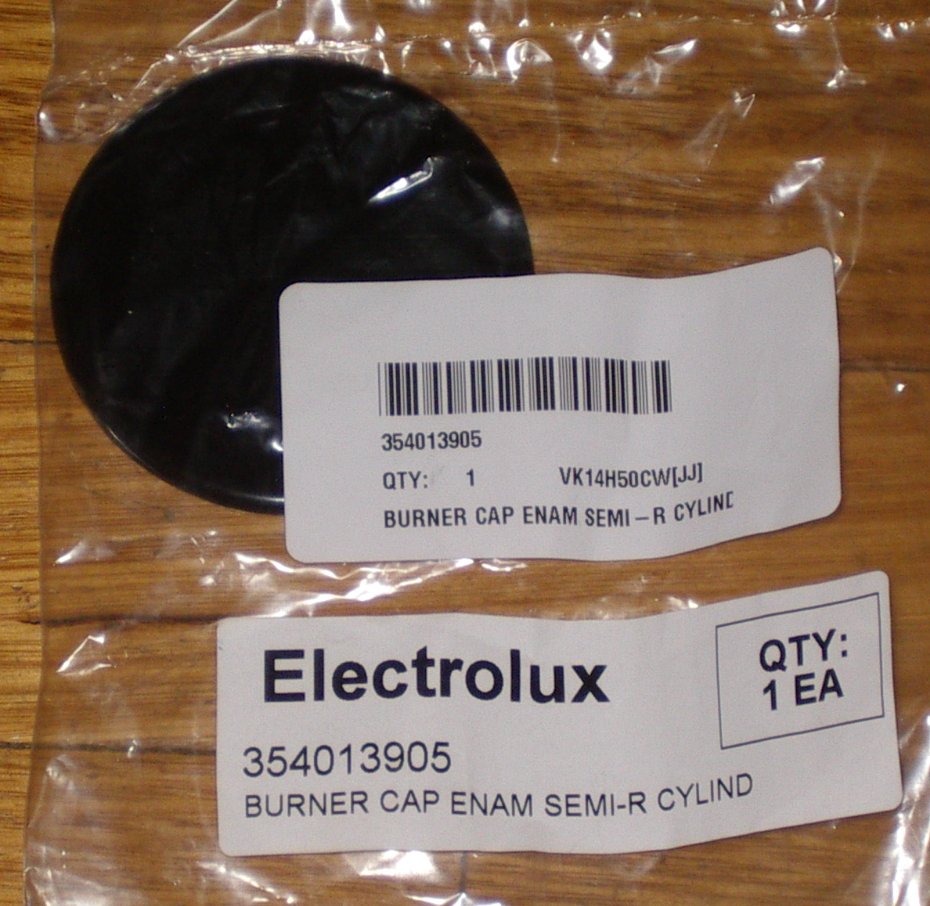 354013905
QTY: 1 VK14H50CW[JJ]
BURNER CAP ENAM SEMI-R CYLIND
Electrolux
QTY:
1 EA
354013905
BURNER CAP ENAM SEMI-R CYLIND